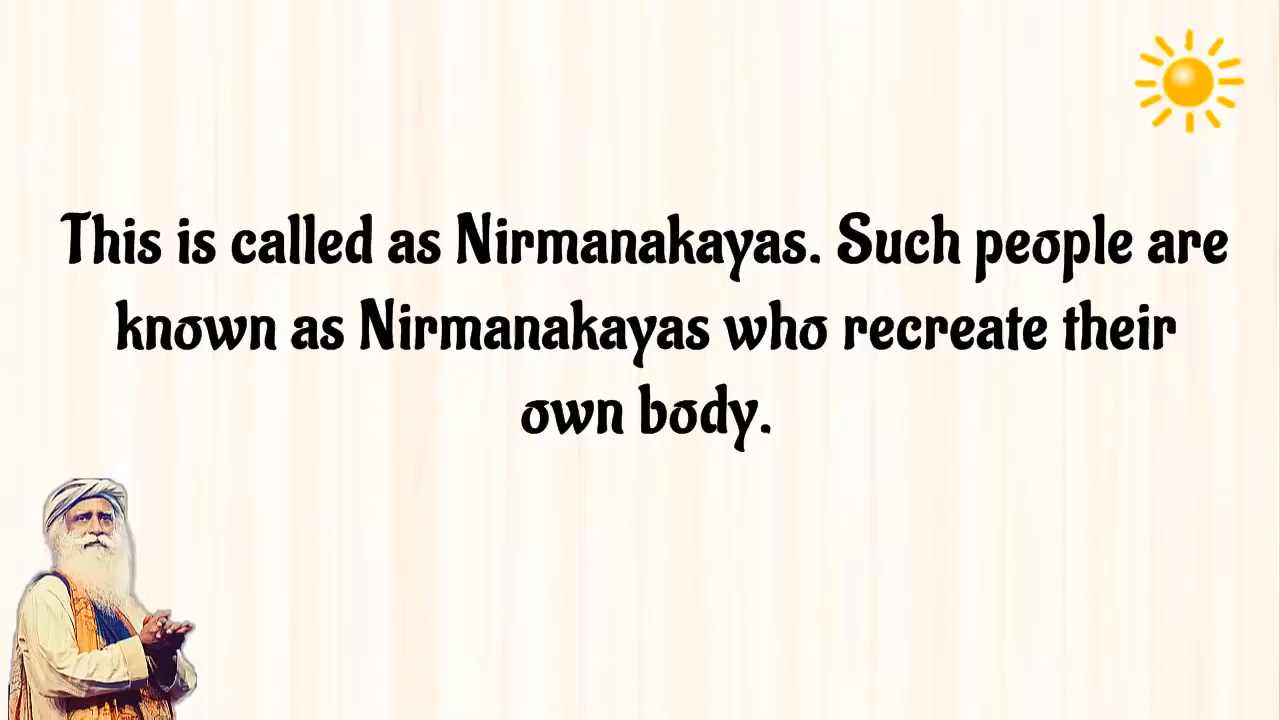 This is called as Nirmanakayas. Such people are
known as Nirmanakayas who recreate their
own body.